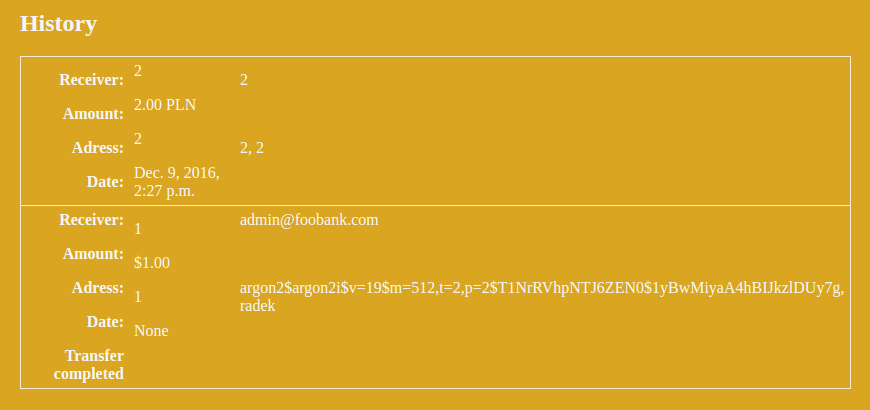 History
Receiver: 2 2
Amount: 2.00 PLN
Adress: 2 2, 2
Date: Dec. 9, 2016,
2:27 p.m.
Receiver: 1 admin@foobank.com
Amount: $1.00
Adress: 1 argon2$argon2i$v=19$m=512,t=2,p=2$T1NrRVhpNTJ6ZEN0$1yBwMiyaA4hBIJkzlDUy7g,
radek
Date: None
Transfer
completed